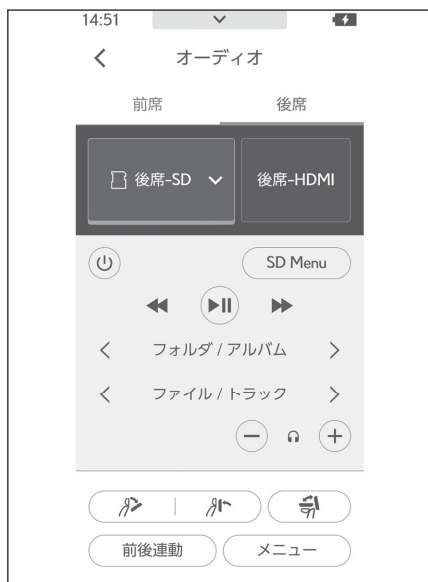 14:51
オーディオ
前席 後席
後席-SD 後席-HDMI
SD Menu
フォルダ / アルバム
ファイル / トラック
前後連動 メニュー